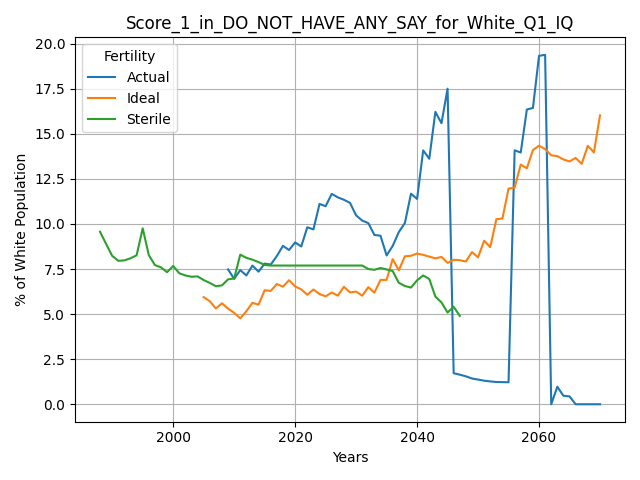 Score_1_in_DO_NOT_HAVE_ANY_SAY_for_White_Q1_IQ
Fertility
Actual
Ideal
Sterile
% of White Population
20.0
17.5
15.0
12.5
10.0
7.5
5.0
2.5
0.0
2000
2020
2040
2060
Years